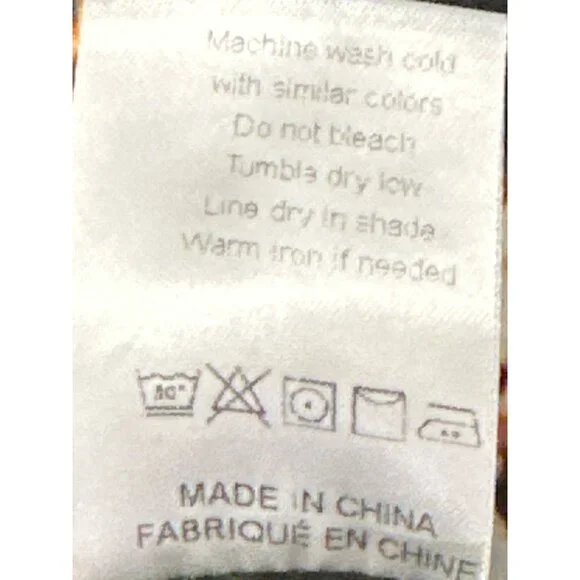 Machine wash cold
with similar colors
Do not bleach
Tumble dry low
Line dry in shade
Warm iron if needed
30°
MADE IN CHINA
FABRIQUÉ EN CHINE